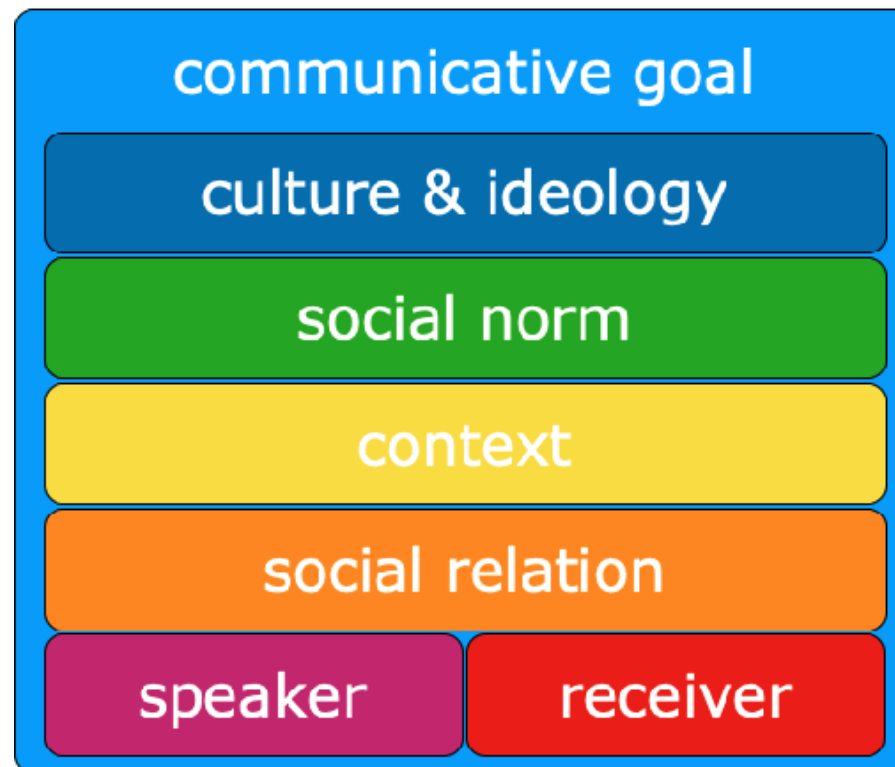 communicative goal
culture & ideology
social norm
context
social relation
speaker receiver